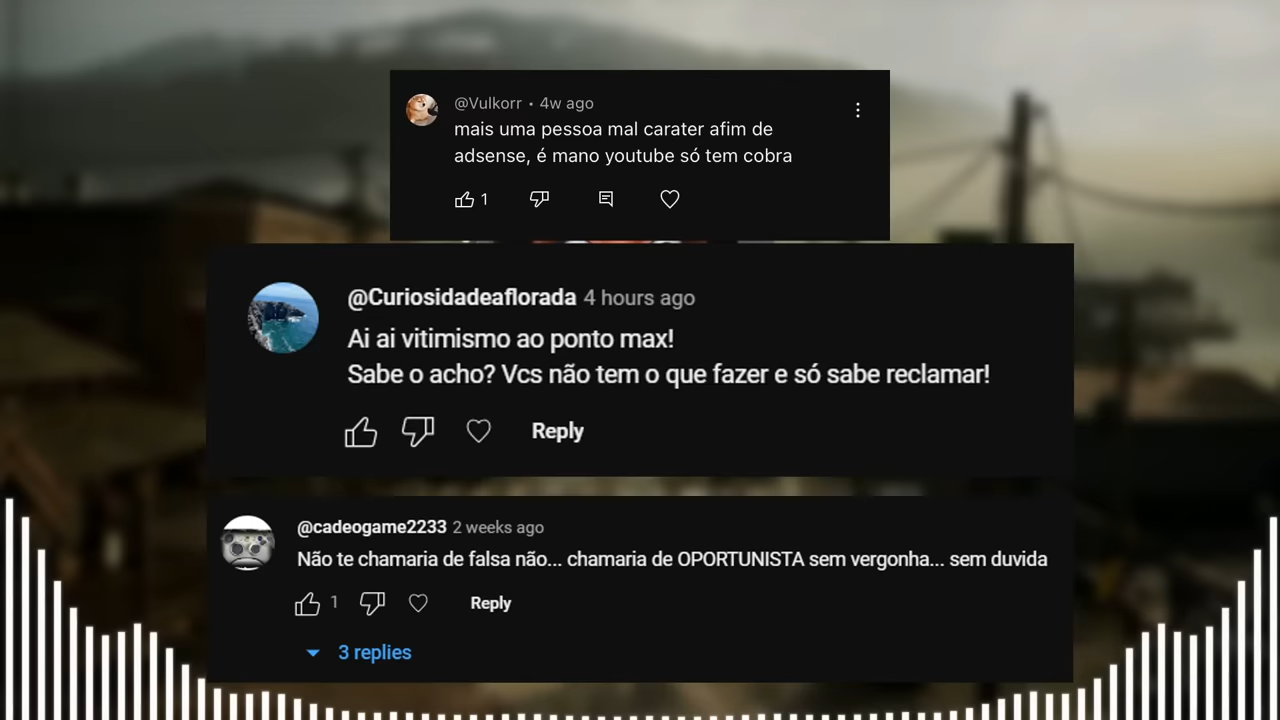 @Vulkorr • 4w ago
mais uma pessoa mal carater afim de
adsense, é mano youtube só tem cobra
1
@Curiosidadeaflorada 4 hours ago
Ai ai vitimismo ao ponto max!
Sabe o acho? Vcs não tem o que fazer e só sabe reclamar!
Reply
@cadeogame2233 2 weeks ago
Não te chamaria de falsa não... chamaria de OPORTUNISTA sem vergonha... sem duvida
1 Reply
3 replies